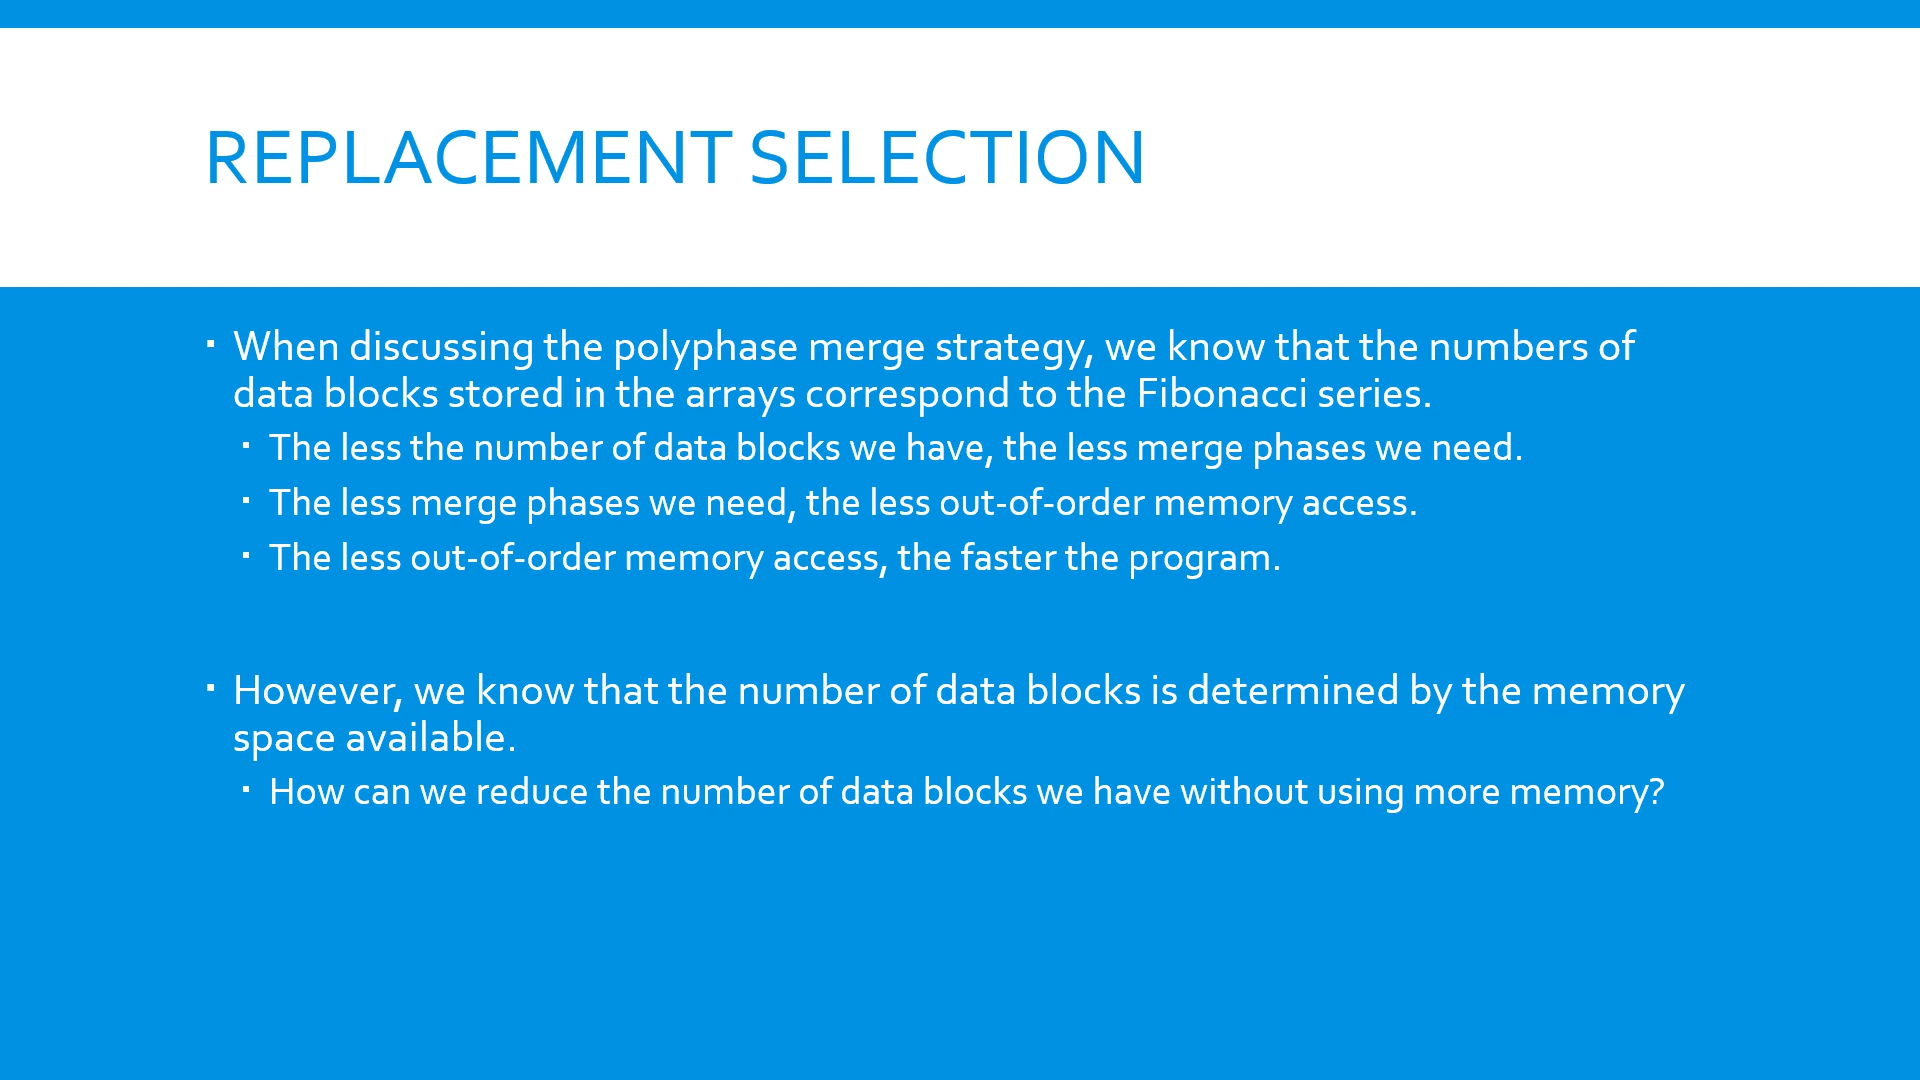 REPLACEMENT SELECTION
▪ When discussing the polyphase merge strategy, we know that the numbers of
data blocks stored in the arrays correspond to the Fibonacci series.
▪ The less the number of data blocks we have, the less merge phases we need.
▪ The less merge phases we need, the less out-of-order memory access.
▪ The less out-of-order memory access, the faster the program.
▪ However, we know that the number of data blocks is determined by the memory
space available.
▪ How can we reduce the number of data blocks we have without using more memory?